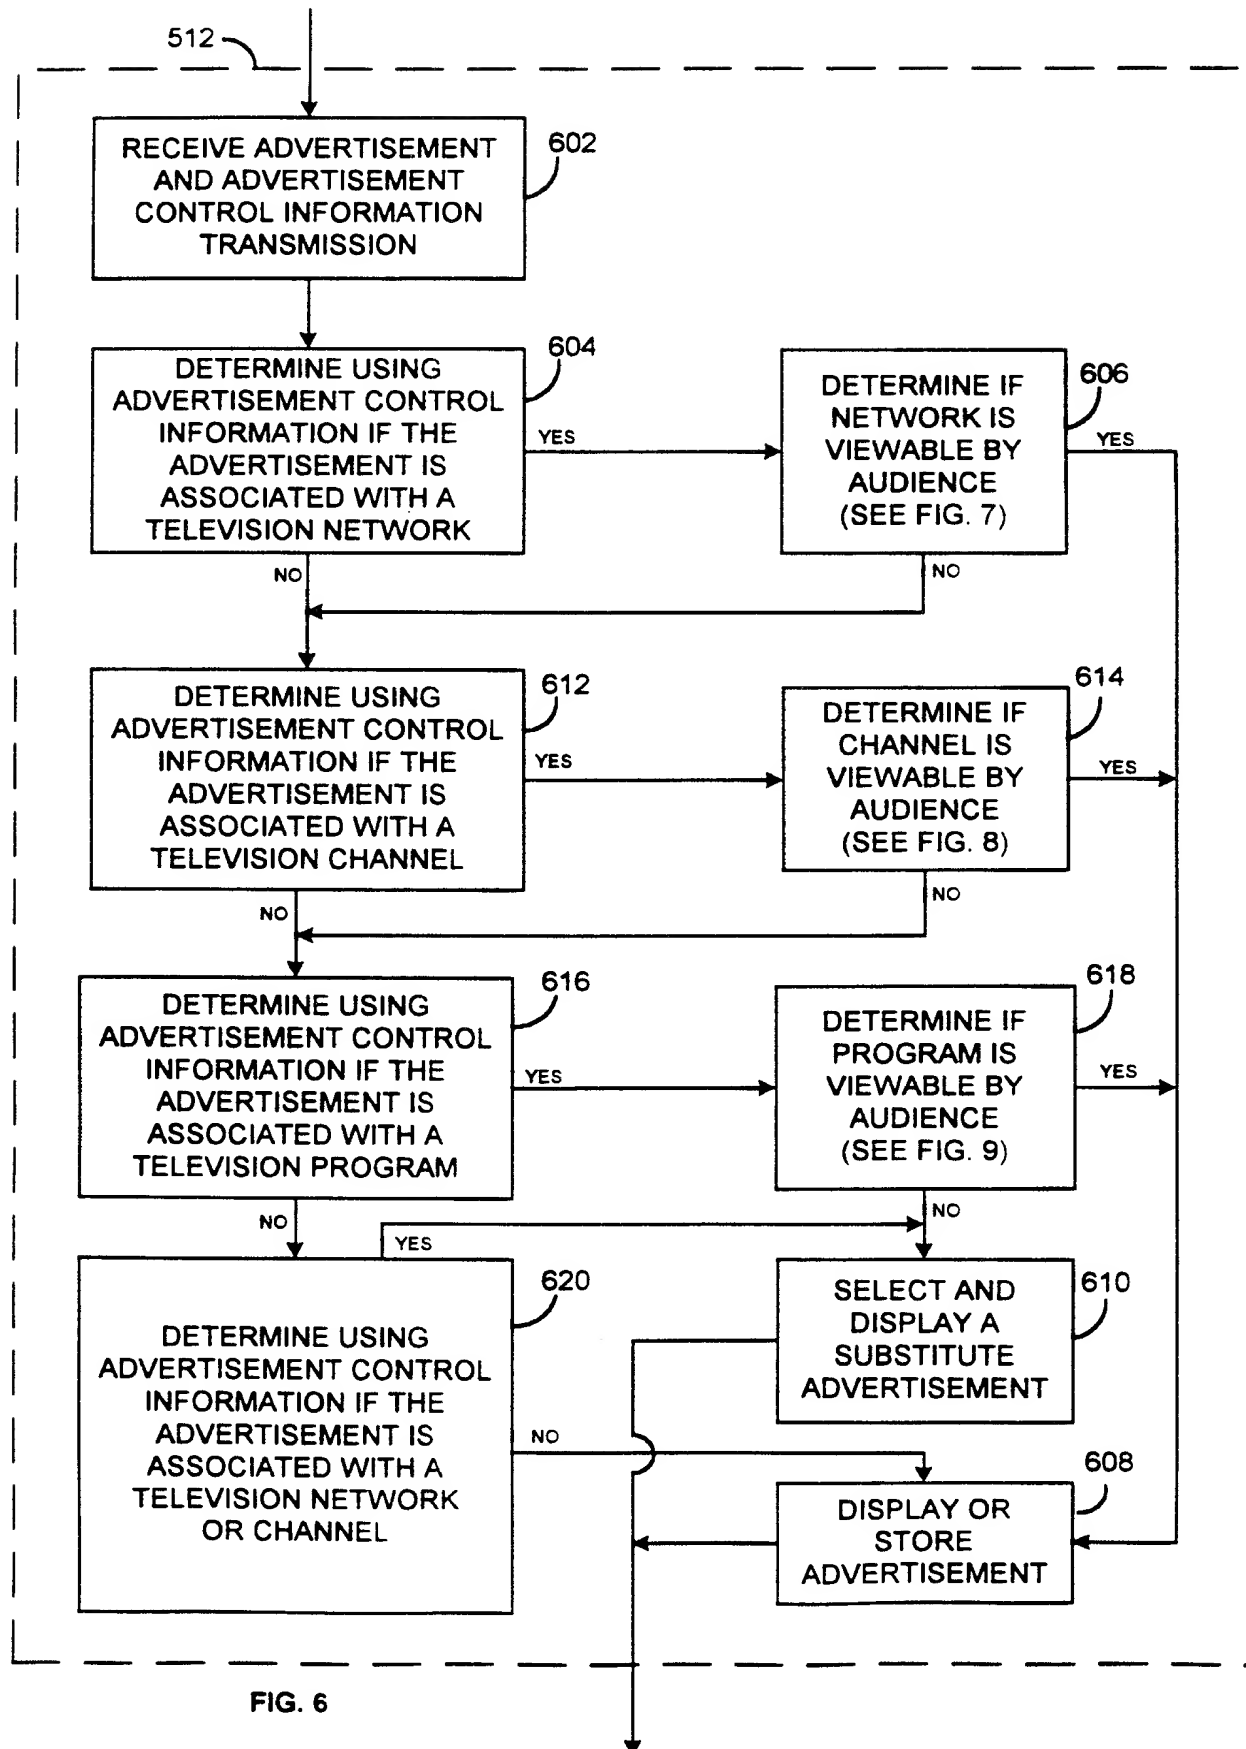 512
RECEIVE ADVERTISEMENT
AND ADVERTISEMENT
CONTROL INFORMATION
TRANSMISSION
602
DETERMINE USING
ADVERTISEMENT CONTROL
INFORMATION IF THE
ADVERTISEMENT IS
ASSOCIATED WITH A
TELEVISION NETWORK
604
YES
NO
DETERMINE IF
NETWORK IS
VIEWABLE BY
AUDIENCE
(SEE FIG. 7)
606
YES
NO
DETERMINE USING
ADVERTISEMENT CONTROL
INFORMATION IF THE
ADVERTISEMENT IS
ASSOCIATED WITH A
TELEVISION CHANNEL
612
YES
NO
DETERMINE IF
CHANNEL IS
VIEWABLE BY
AUDIENCE
(SEE FIG. 8)
614
YES
NO
DETERMINE USING
ADVERTISEMENT CONTROL
INFORMATION IF THE
ADVERTISEMENT IS
ASSOCIATED WITH A
TELEVISION PROGRAM
616
YES
NO
DETERMINE IF
PROGRAM IS
VIEWABLE BY
AUDIENCE
(SEE FIG. 9)
618
YES
NO
YES
DETERMINE USING
ADVERTISEMENT CONTROL
INFORMATION IF THE
ADVERTISEMENT IS
ASSOCIATED WITH A
TELEVISION NETWORK
OR CHANNEL
620
NO
SELECT AND
DISPLAY A
SUBSTITUTE
ADVERTISEMENT
610
DISPLAY OR
STORE
ADVERTISEMENT
608
FIG. 6